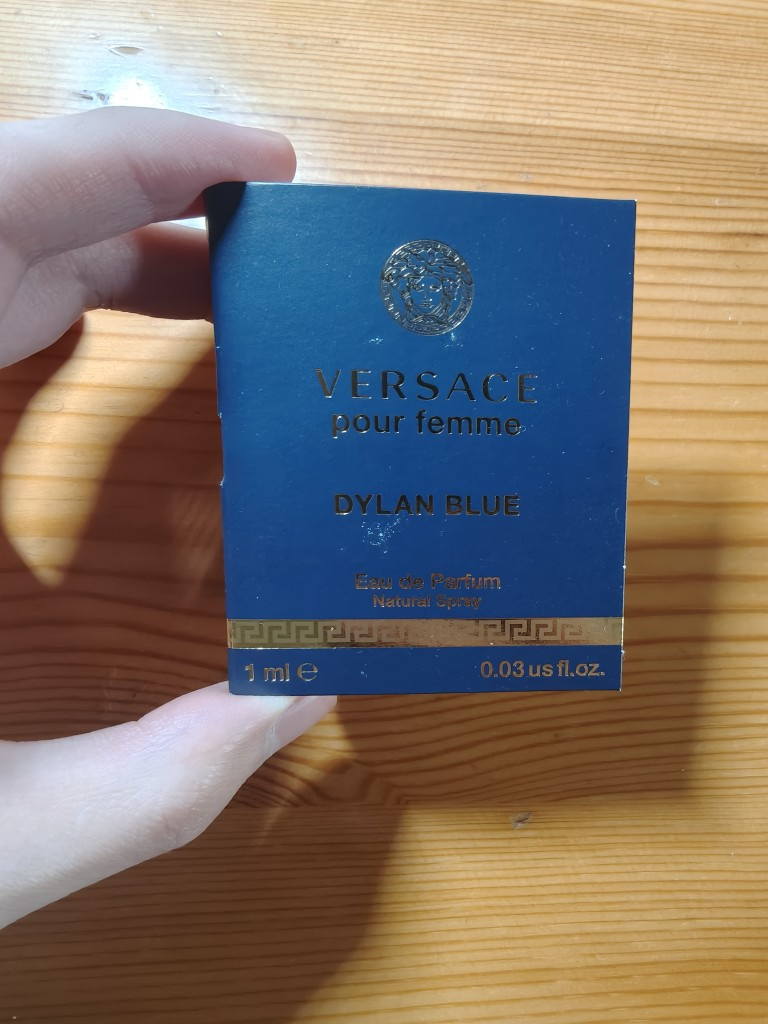 VERSACE
pour femme
DYLAN BLUE
Eau de Parfum
Natural Spray
1 ml ℮
0.03 us fl.oz.